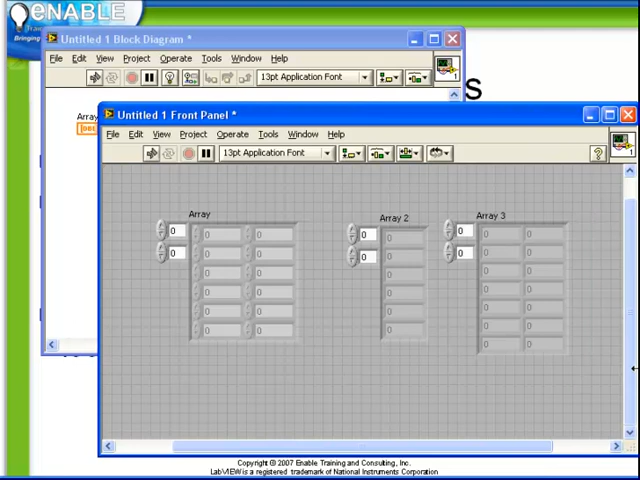 eNABLE
Bringing
Untitled 1 Block Diagram *
File Edit View Project Operate Tools Window Help
13pt Application Font
s
Array
[DBL
Untitled 1 Front Panel *
File Edit View Project Operate Tools Window Help
13pt Application Font
?
Array
Array 2
Array 3
0 0 0 0 0 0 0 0
0 0 0 0 0 0 0 0
0 0 0 0 0
0 0 0 0 0
0 0 0 0 0
0 0 0 0 0
0 0
Copyright © 2007 Enable Training and Consulting, Inc.
LabVIEW is a registered trademark of National Instruments Corporation